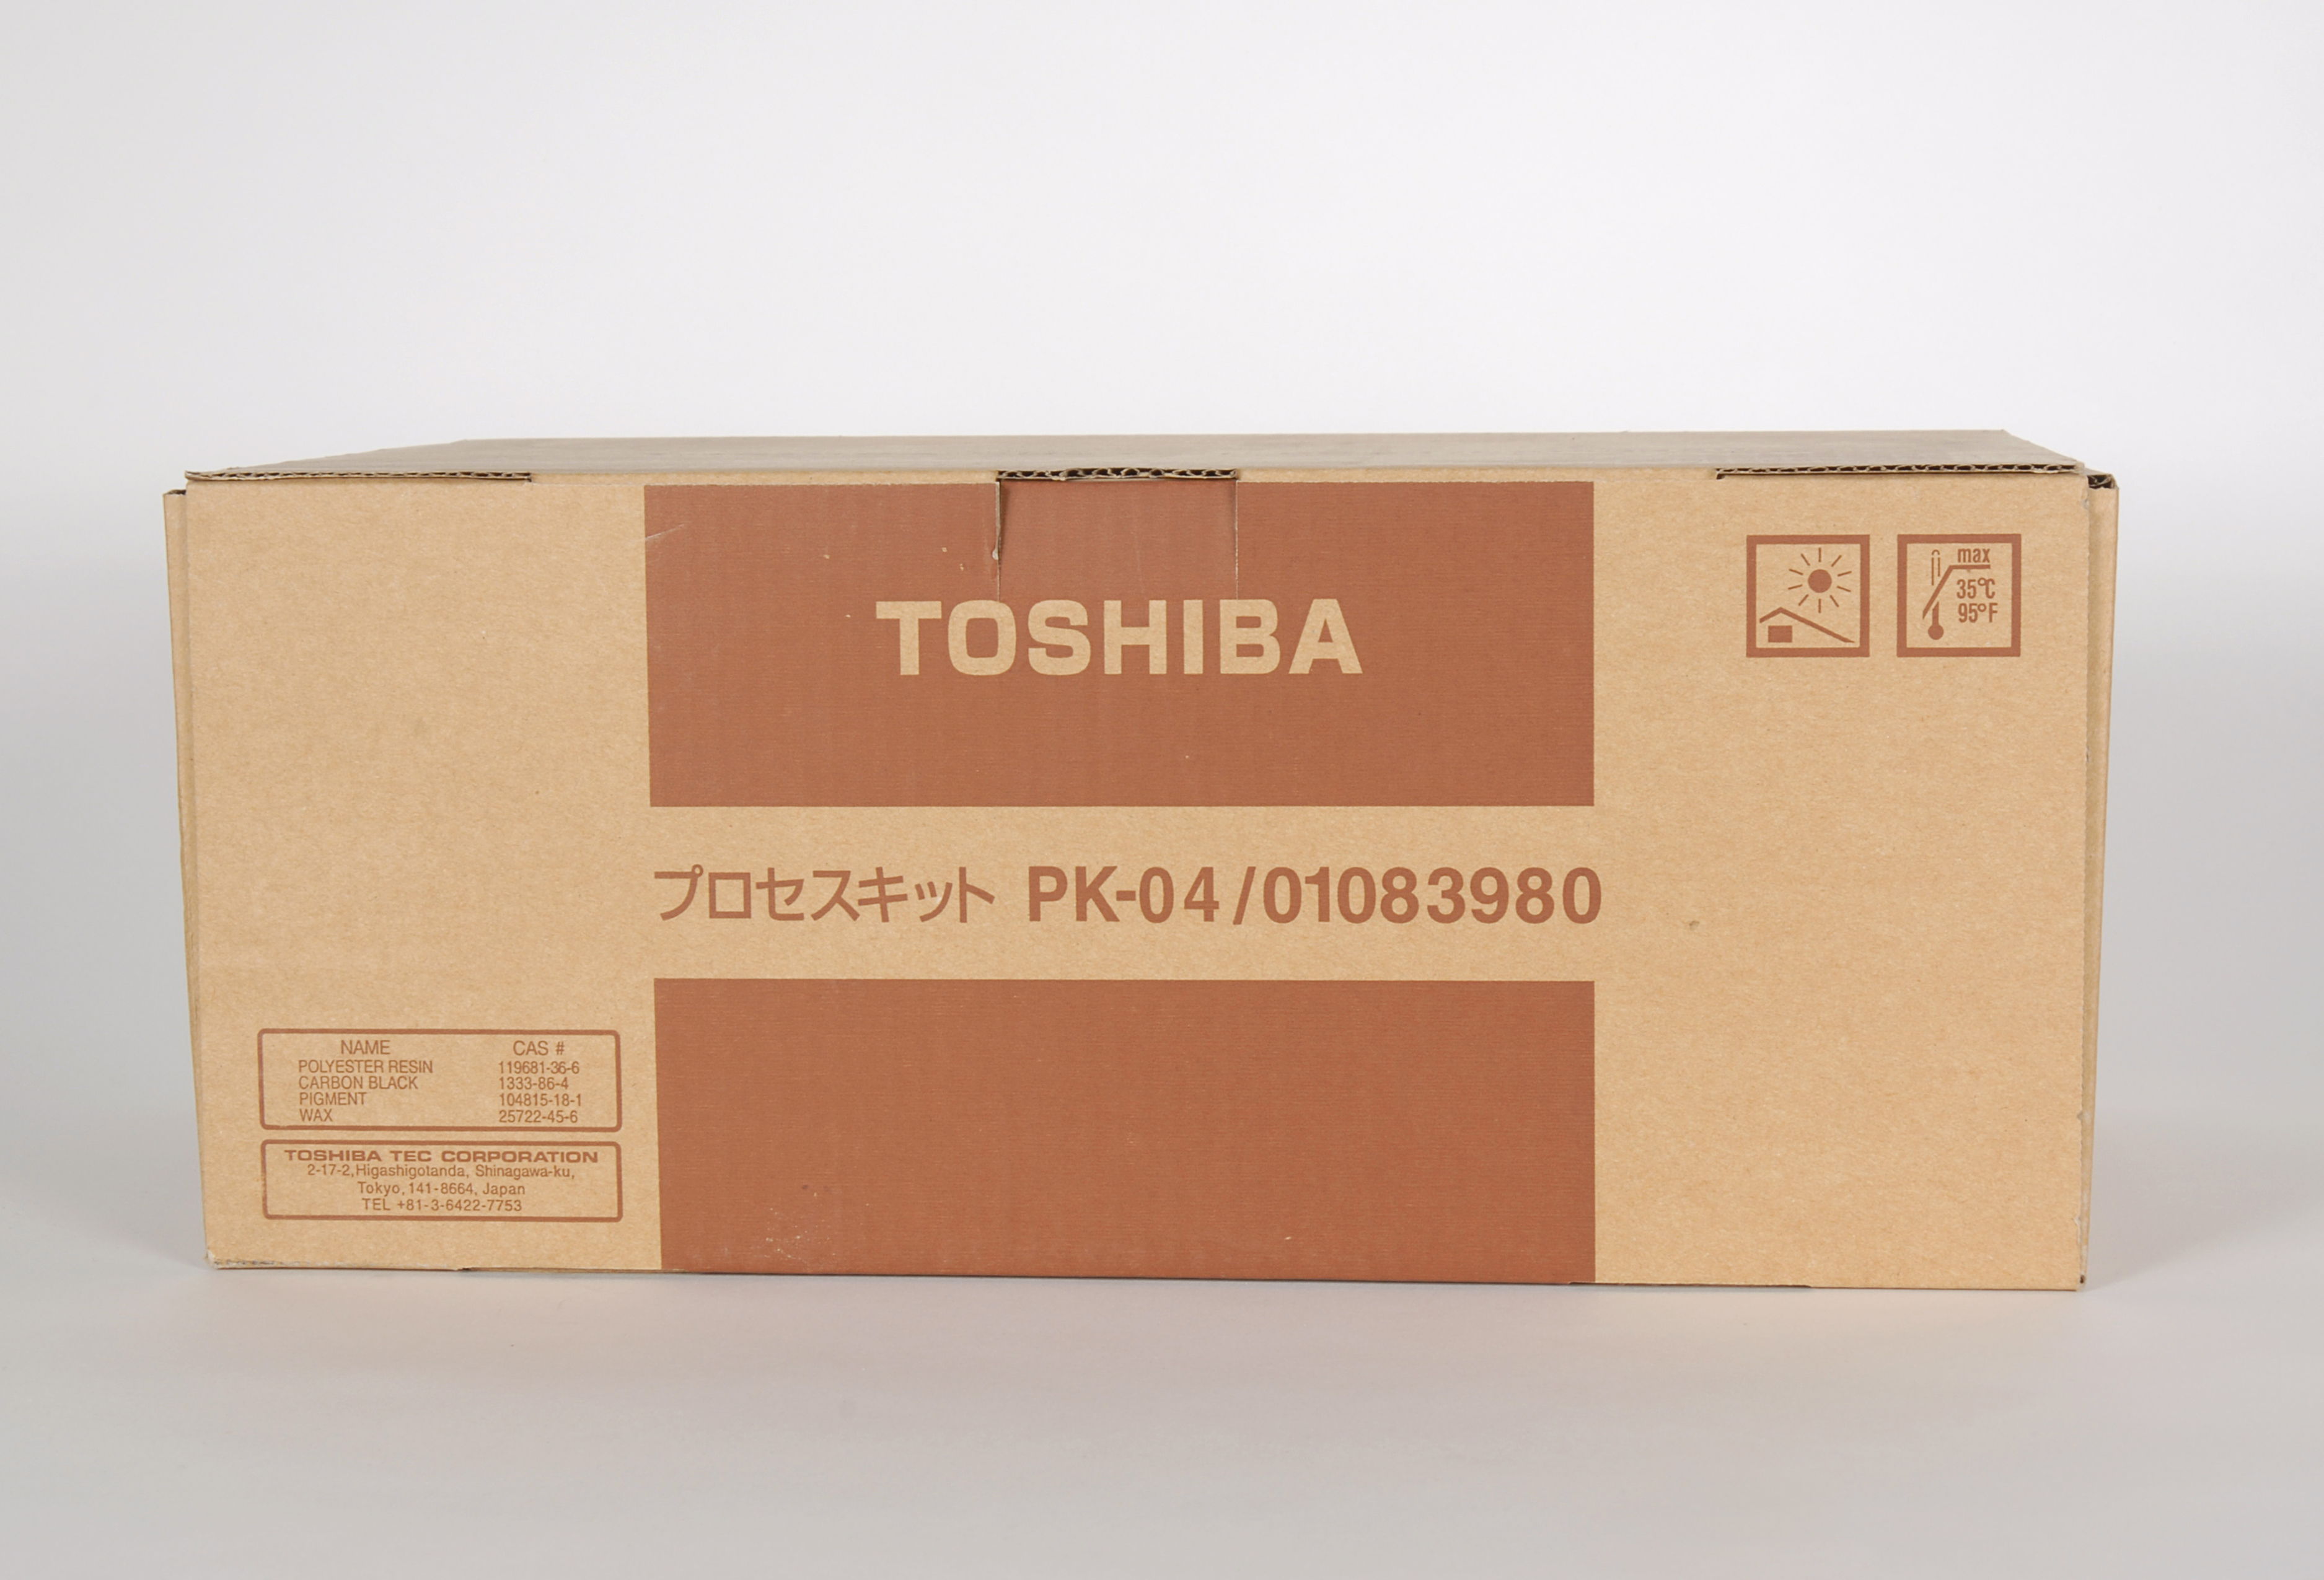 TOSHIBA
max
35°C
95°F
プロセスキット PK-04/01083980
NAME CAS #
POLYESTER RESIN 119681-36-6
CARBON BLACK 1333-86-4
PIGMENT 104815-18-1
WAX 25722-45-6
TOSHIBA TEC CORPORATION
2-17-2,Higashigotanda, Shinagawa-ku,
Tokyo, 141-8664, Japan
TEL +81-3-6422-7753